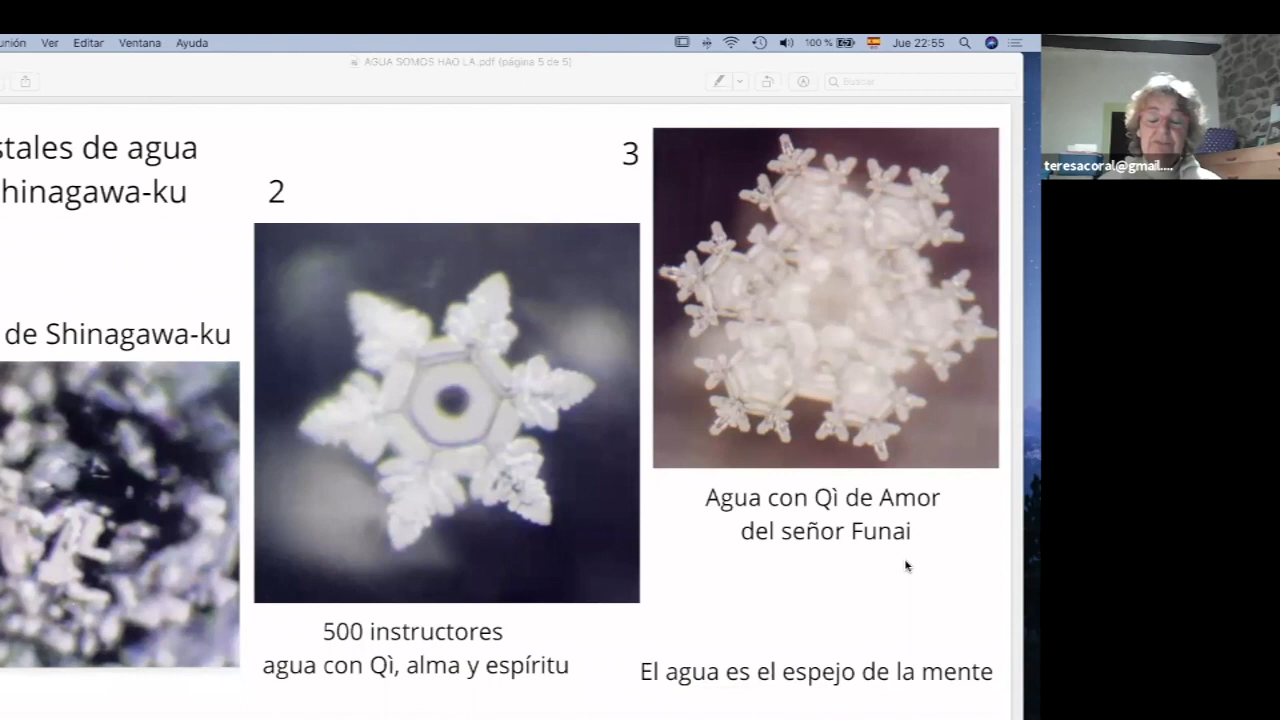 unión Ver Editar Ventana Ayuda
100 % Jue 22:55
AGUA SOMOS HAO LA.pdf (página 5 de 5)
Buscar
stales de agua
hinagawa-ku
2
3
de Shinagawa-ku
teresacoral@gmail....
Agua con Qì de Amor
del señor Funai
500 instructores
agua con Qì, alma y espíritu
El agua es el espejo de la mente